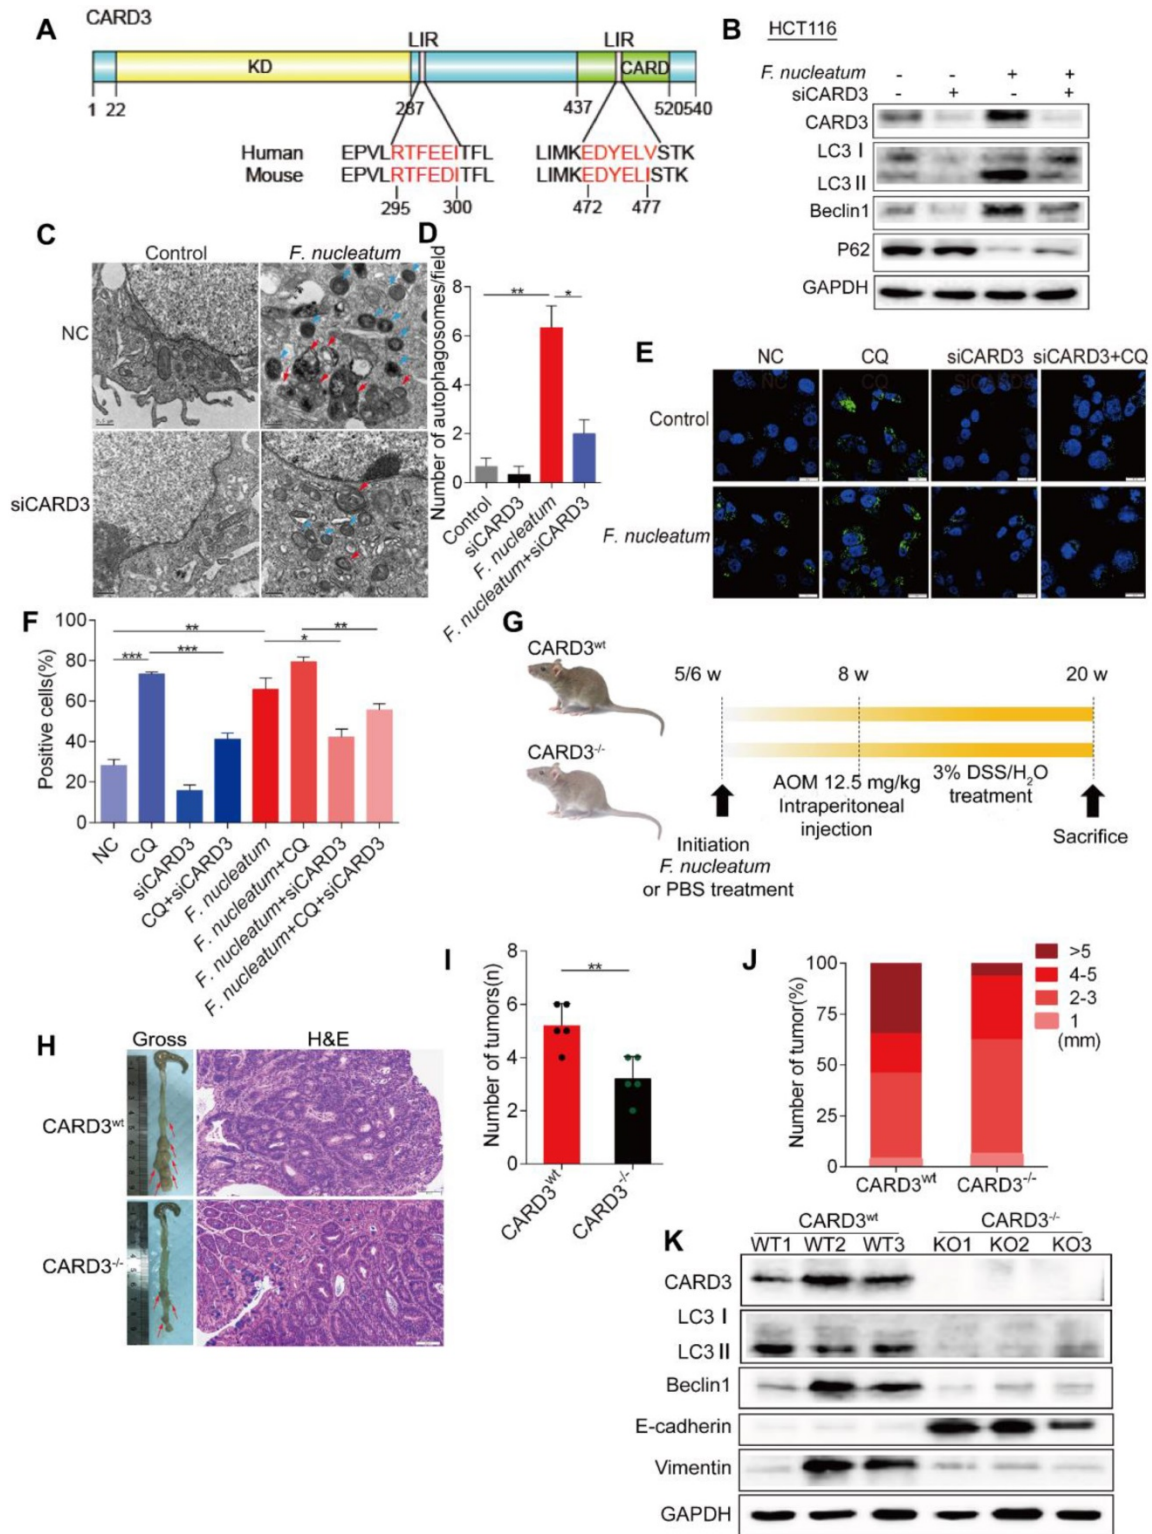 A
CARD3
LIR
LIR
KD
CARD
1 22
287
437
520 540
Human
EPVLRTFEEITFL
LIMKEDYELVSTK
Mouse
EPVLRTFEDITFL
LIMKEDYELISTK
295
300
472
477
B
HCT116
F. nucleatum - - + +
siCARD3 - + - +
CARD3
LC3 I
LC3 II
Beclin1
P62
GAPDH
C
Control
F. nucleatum
NC
siCARD3
D
Number of autophagosomes/field
8
6
4
2
0
**
*
Control
siCARD3
F. nucleatum
F. nucleatum+siCARD3
E
NC
CQ
siCARD3
siCARD3+CQ
NC
CQ
Control
F. nucleatum
F
Positive cells(%)
100
80
60
40
20
0
**
**
***
***
*
NC
CQ
siCARD3
CQ+siCARD3
F. nucleatum
F. nucleatum+CQ
F. nucleatum+siCARD3
F. nucleatum+CQ+siCARD3
G
CARD3wt
CARD3-/-
5/6 w
8 w
20 w
AOM 12.5 mg/kg
Intraperitoneal
injection
3% DSS/H2O
treatment
Initiation
F. nucleatum
or PBS treatment
Sacrifice
H
Gross
H&E
CARD3wt
CARD3-/-
I
Number of tumors(n)
8
6
4
2
0
**
CARD3wt
CARD3-/-
J
Number of tumor(%)
100
75
50
25
0
CARD3wt
CARD3-/-
>5
4-5
2-3
1
(mm)
K
CARD3wt
CARD3-/-
WT1 WT2 WT3 KO1 KO2 KO3
CARD3
LC3 I
LC3 II
Beclin1
E-cadherin
Vimentin
GAPDH